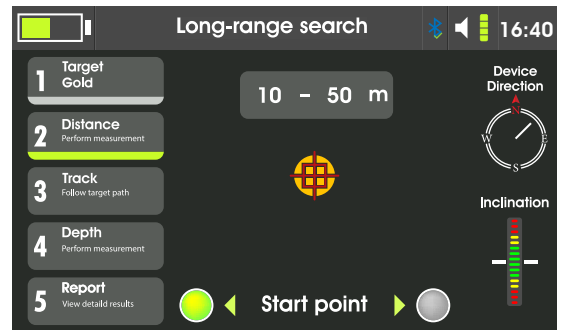 Long-range search
16:40
1 Target
Gold
2 Distance
Perform measurement
3 Track
Follow target path
4 Depth
Perform measurement
5 Report
View detaild results
10 - 50 m
Start point
Device
Direction
N
W
E
S
Inclination